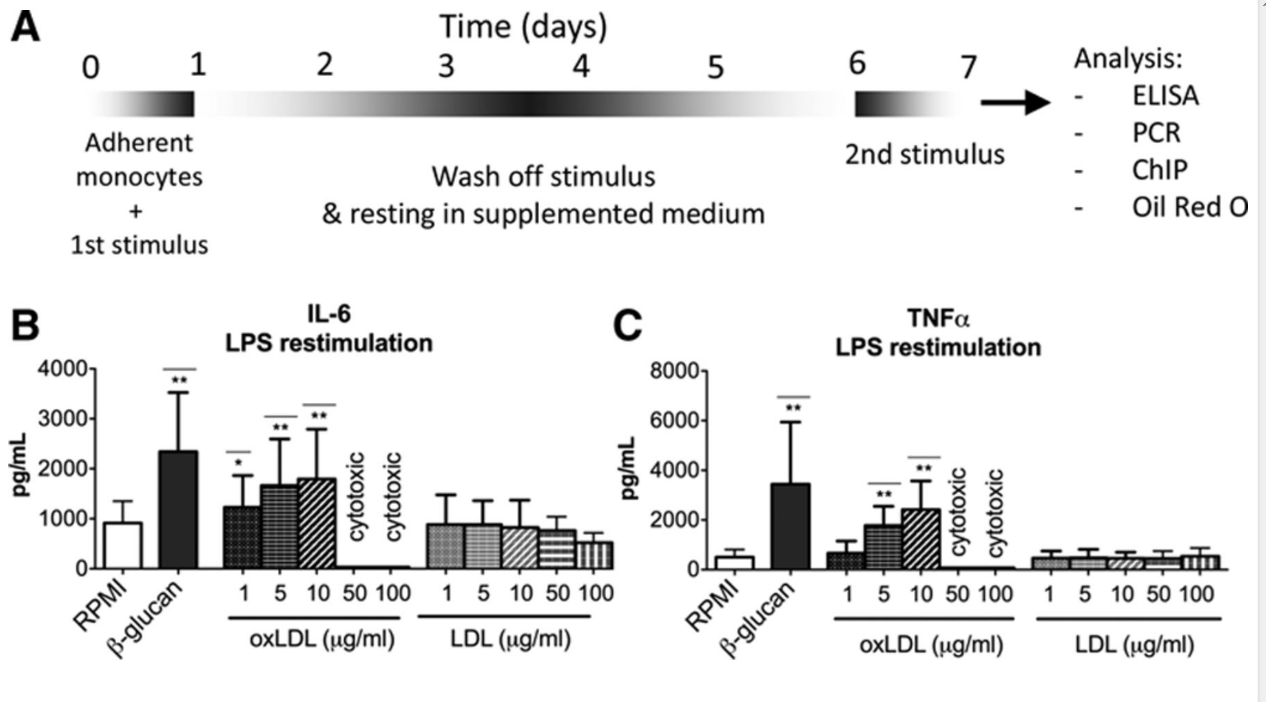 A
Time (days)
0 1 2 3 4 5 6 7
Adherent
monocytes
+
1st stimulus
Wash off stimulus
& resting in supplemented medium
2nd stimulus
Analysis:
- ELISA
- PCR
- ChIP
- Oil Red O
B
IL-6
LPS restimulation
pg/mL
4000
3000
2000
1000
0
**
*
**
**
cytotoxic
cytotoxic
RPMI
β-glucan
1 5 10 50 100
oxLDL (μg/ml)
1 5 10 50 100
LDL (μg/ml)
C
TNFα
LPS restimulation
pg/mL
8000
6000
4000
2000
0
**
**
**
cytotoxic
cytotoxic
RPMI
β-glucan
1 5 10 50 100
oxLDL (μg/ml)
1 5 10 50 100
LDL (μg/ml)